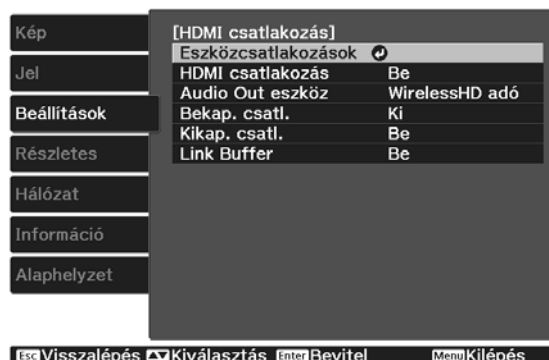 Kép
Jel
Beállítások
Részletes
Hálózat
Információ
Alaphelyzet
[HDMI csatlakozás]
Eszközcsatlakozások
HDMI csatlakozás Be
Audio Out eszköz WirelessHD adó
Bekap. csatl. Ki
Kikap. csatl. Be
Link Buffer Be
Esc Visszalépés Kiválasztás Enter Bevitel Menu Kilépés